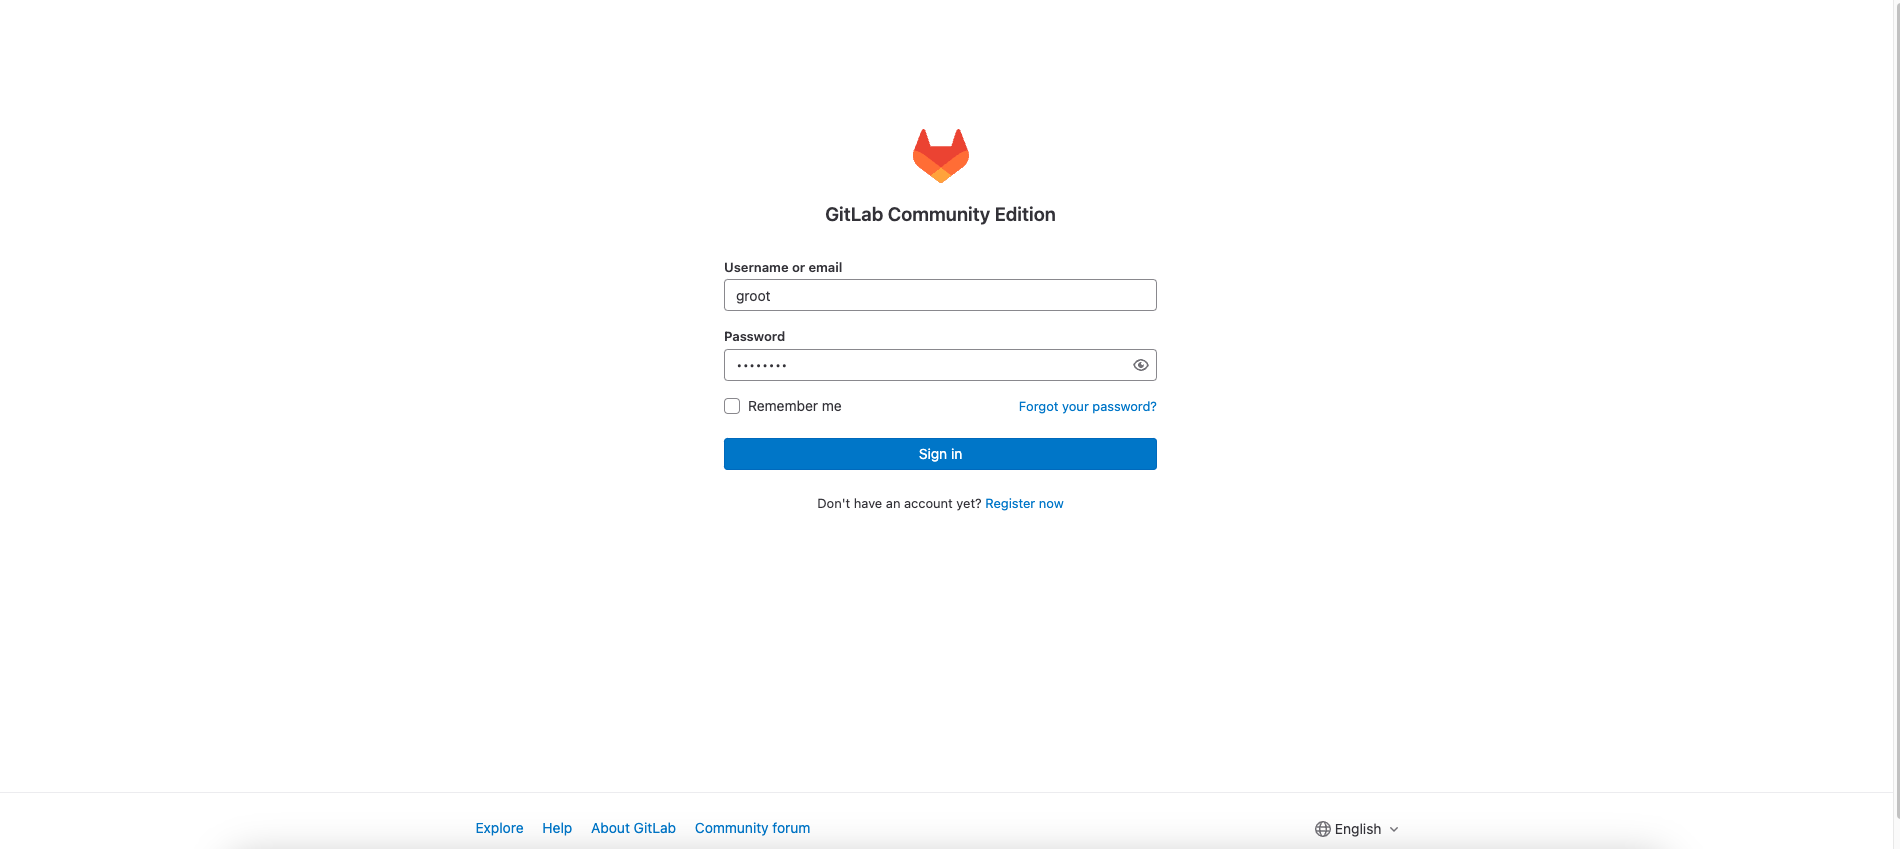 GitLab Community Edition
Username or email
groot
Password
••••••••
Remember me
Forgot your password?
Sign in
Don't have an account yet? Register now
Explore
Help
About GitLab
Community forum
English